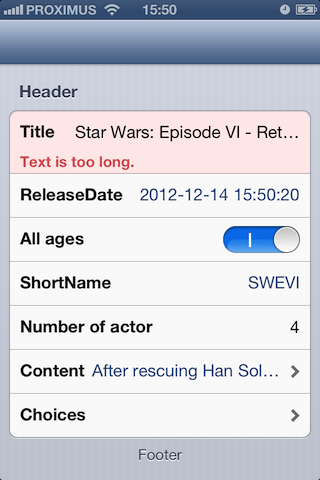 PROXIMUS 15:50
Header
Title Star Wars: Episode VI - Ret…
Text is too long.
ReleaseDate 2012-12-14 15:50:20
All ages
ShortName SWEVI
Number of actor 4
Content After rescuing Han Sol…
Choices
Footer